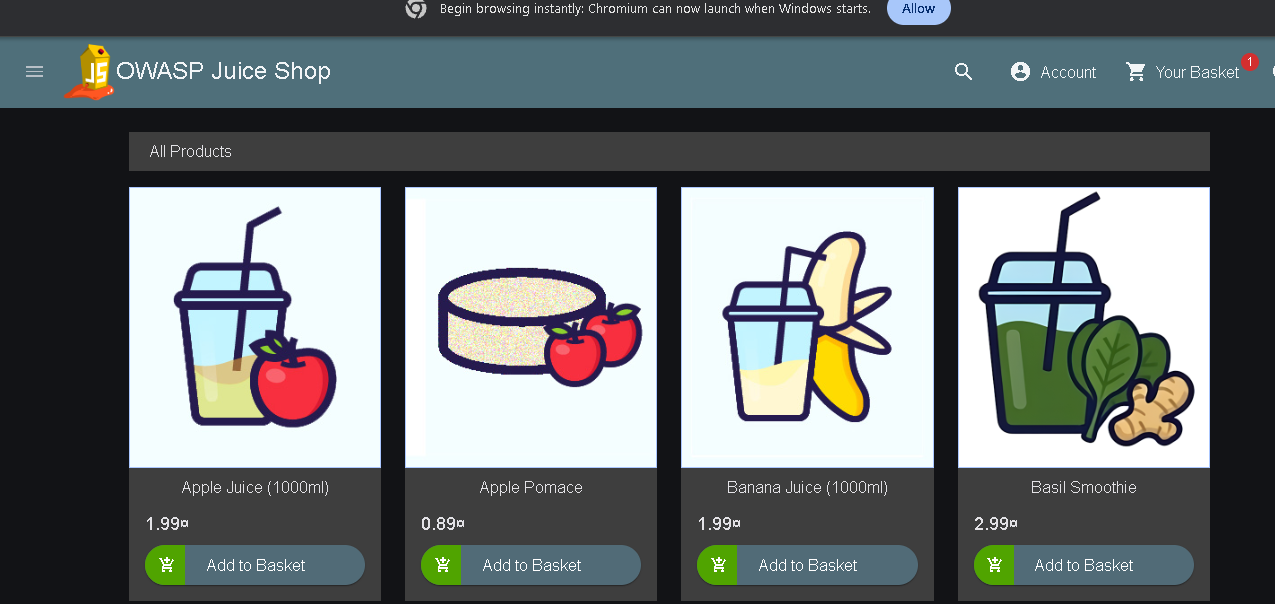 Begin browsing instantly: Chromium can now launch when Windows starts. Allow
JS OWASP Juice Shop Account Your Basket 1
All Products
Apple Juice (1000ml) Apple Pomace Banana Juice (1000ml) Basil Smoothie
1.99¤ 0.89¤ 1.99¤ 2.99¤
Add to Basket Add to Basket Add to Basket Add to Basket